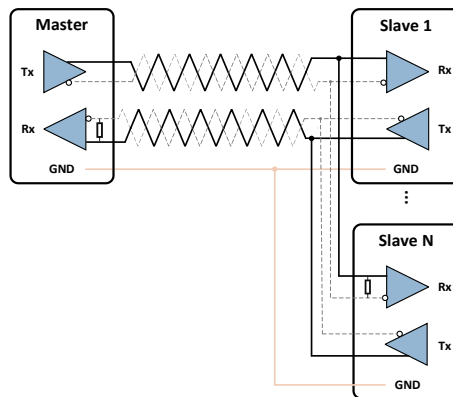 Master
Tx
Rx
GND
Slave 1
Rx
Tx
GND
Slave N
Rx
Tx
GND